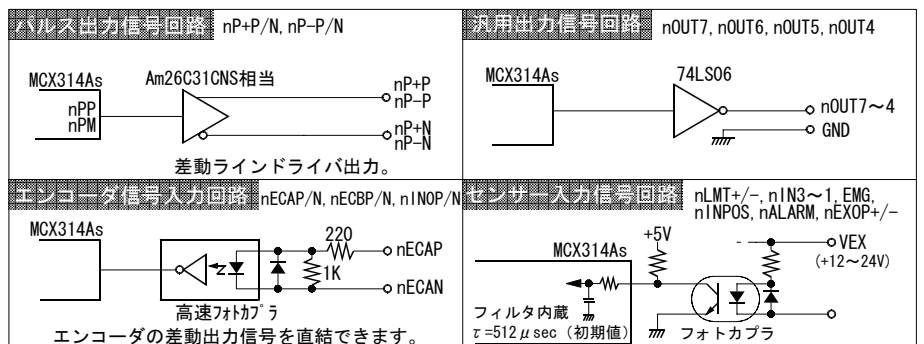 パルス出力信号回路 nP+P/N, nP-P/N
MCX314As
Am26C31CNS相当
nPP
nPM
nP+P
nP-P
nP+N
nP-N
差動ラインドライバ出力。
汎用出力信号回路 nOUT7, nOUT6, nOUT5, nOUT4
MCX314As
74LS06
nOUT7～4
GND
エンコーダ信号入力回路 nECAP/N, nECBP/N, nINOP/N
MCX314As
220
1K
nECAP
nECAN
高速フォトカプラ
エンコーダの差動出力信号を直結できます。
センサー入力信号回路 nLMT+/-, nIN3～1, EMG,
nINPOS, nALARM, nEXOP+/-
MCX314As
+5V
VEX
(+12～24V)
フィルタ内蔵
τ=512μsec（初期値）
フォトカプラ